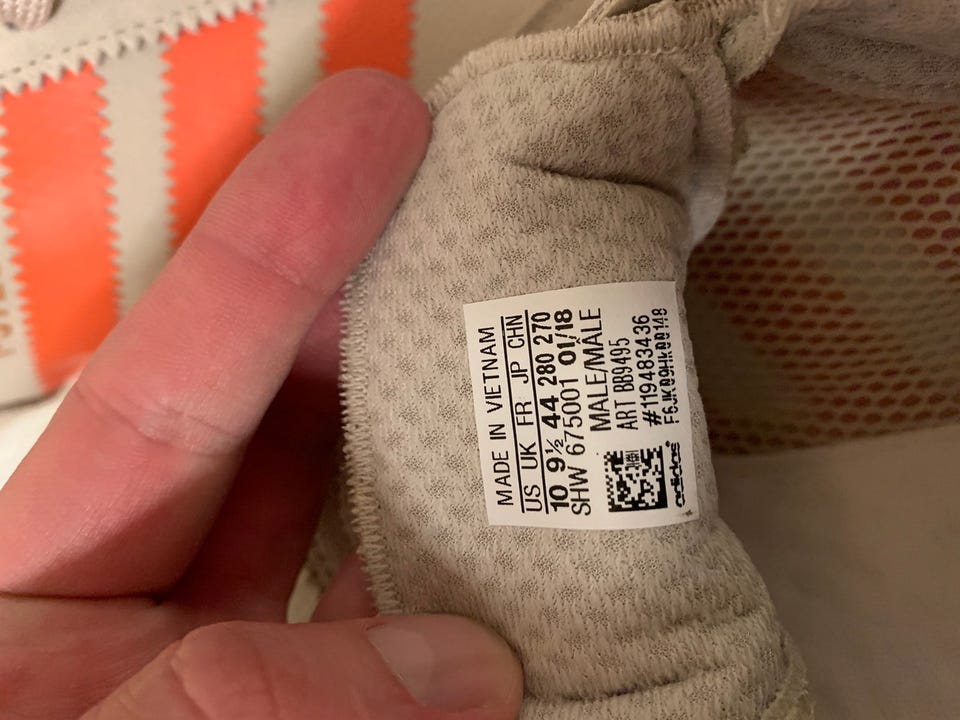 MADE IN VIETNAM
US UK FR JP CHN
10 9½ 44 280 270
SHW 675001 01/18
MALE/MÂLE
ART BB9495
#119483436
F6JK09HK00148
adidas